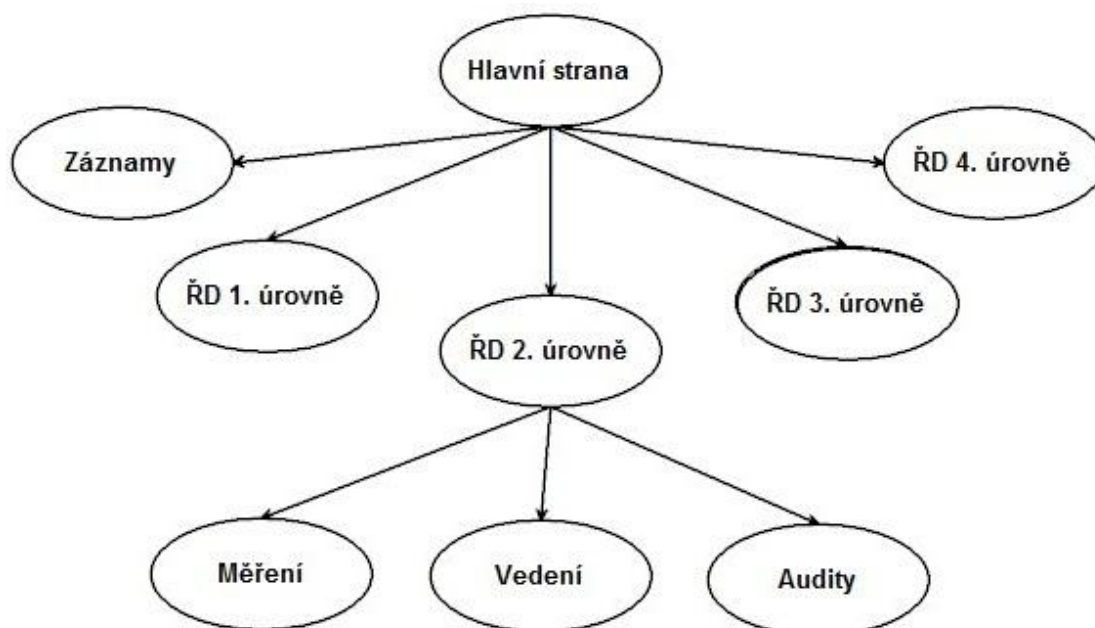 Hlavní strana
Záznamy
ŘD 4. úrovně
ŘD 1. úrovně
ŘD 3. úrovně
ŘD 2. úrovně
Měření
Vedení
Audity